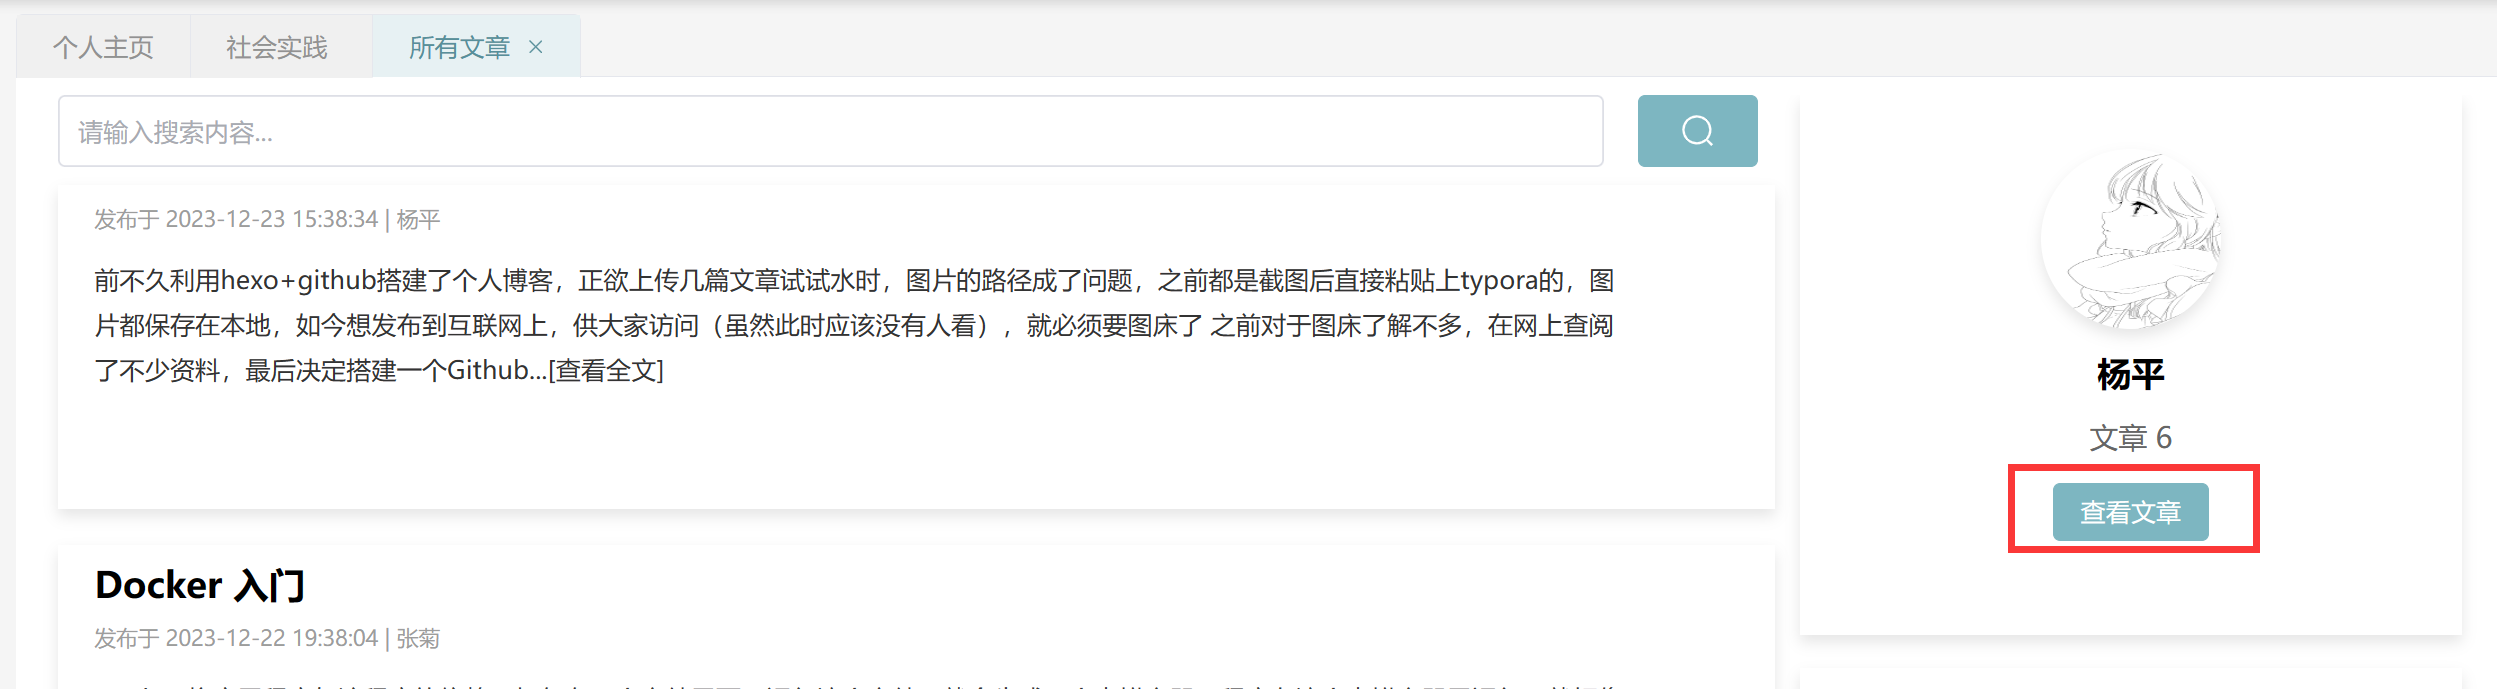 个人主页
社会实践
所有文章
请输入搜索内容...
发布于 2023-12-23 15:38:34 | 杨平
前不久利用hexo+github搭建了个人博客，正欲上传几篇文章试试水时，图片的路径成了问题，之前都是截图后直接粘贴上typora的，图
片都保存在本地，如今想发布到互联网上，供大家访问（虽然此时应该没有人看），就必须要图床了 之前对于图床了解不多，在网上查阅
了不少资料，最后决定搭建一个Github...[查看全文]
Docker 入门
发布于 2023-12-22 19:38:04 | 张菊
杨平
文章 6
查看文章